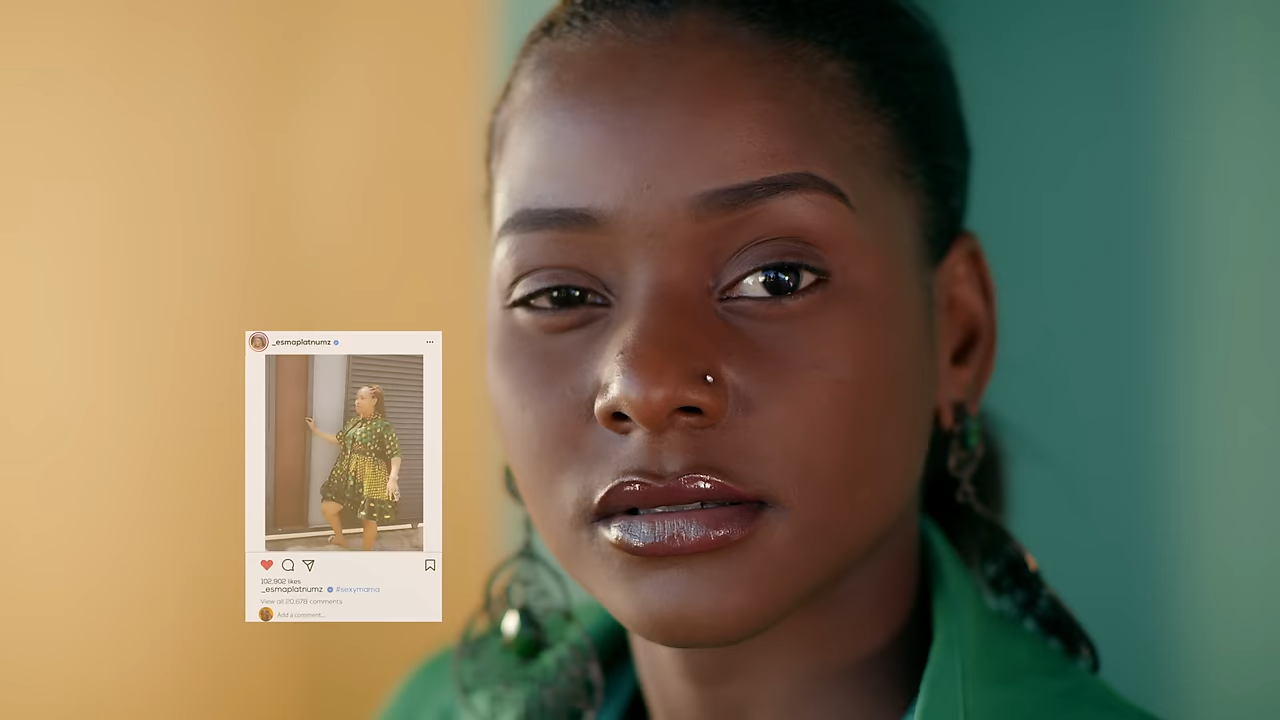 _esmaplatnumz
102,902 likes
_esmaplatnumz #sexymama
View all 20,678 comments
Add a comment...